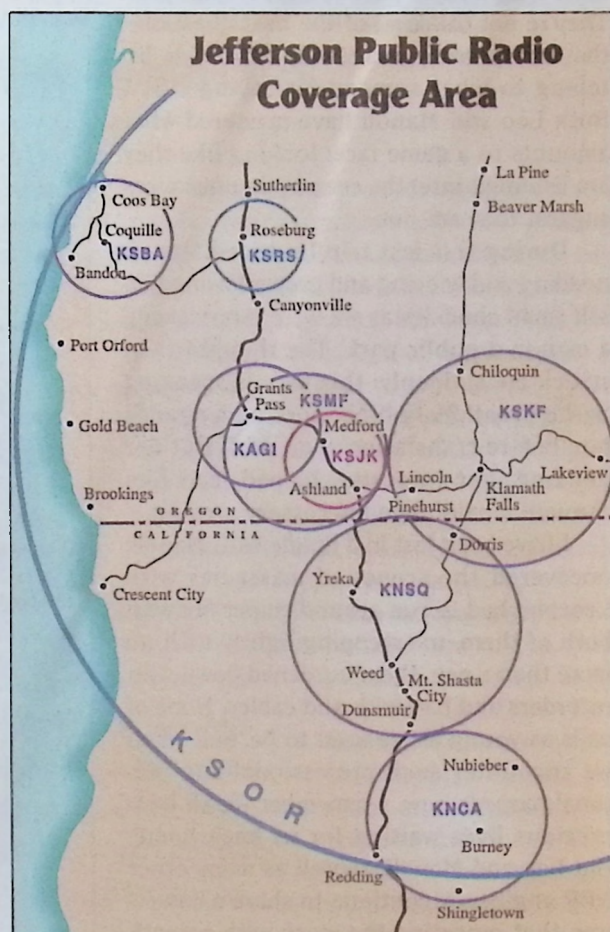 Jefferson Public Radio
Coverage Area
La Pine
Sutherlin
Coos Bay
Beaver Marsh
Coquille
KSBA
Roseburg
KSRS
Bandon
Canyonville
Port Orford
Chiloquin
Grants
Pass
KSMF
KSKF
Gold Beach
Medford
KAGI
KSJK
Lakeview
Lincoln
Ashland
Pinehurst
Klamath
Falls
Brookings
OREGON
CALIFORNIA
Dorris
Yreka
KNSQ
Crescent City
Weed
Mt. Shasta
City
Dunsmuir
KSOR
Nubieber
KNCA
Burney
Redding
Shingletown